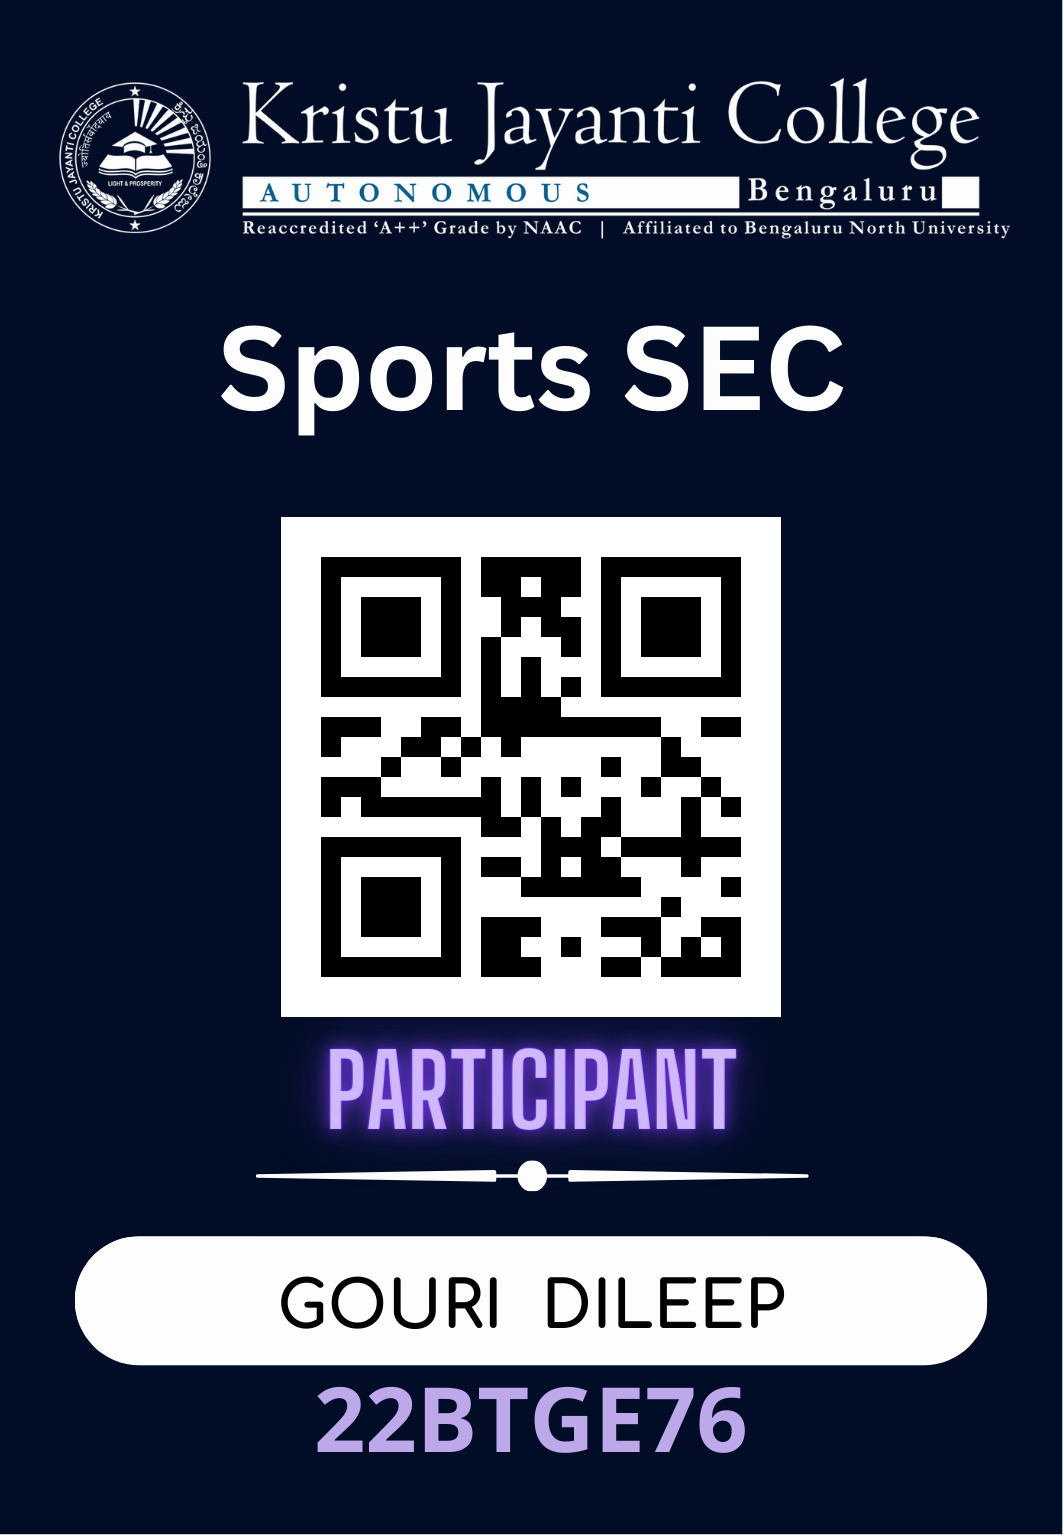 KRISTU JAYANTI COLLEGE
LIGHT & PROSPERITY
Kristu Jayanti College
AUTONOMOUS Bengaluru
Reaccredited ‘A++’ Grade by NAAC | Affiliated to Bengaluru North University
Sports SEC
PARTICIPANT
GOURI DILEEP
22BTGE76